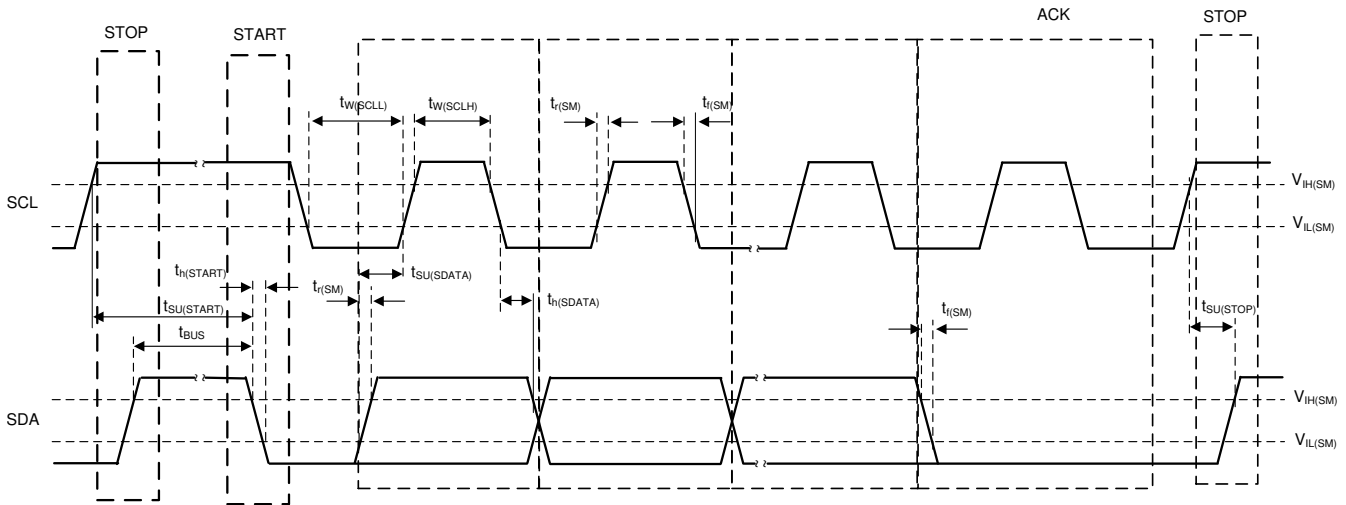 STOP
START
ACK
STOP
tW(SCLL)
tW(SCLH)
tr(SM)
tf(SM)
SCL
VIH(SM)
VIL(SM)
th(START)
tr(SM)
tSU(SDATA)
th(SDATA)
tSU(START)
tf(SM)
tSU(STOP)
tBUS
SDA
VIH(SM)
VIL(SM)